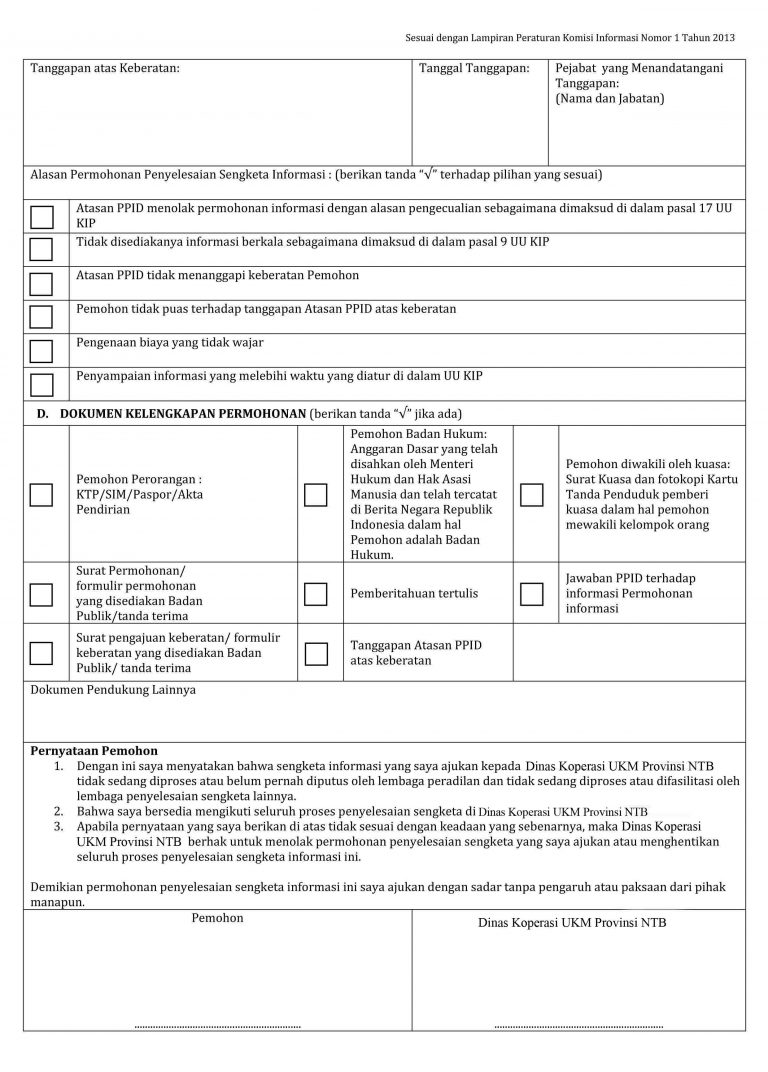 Sesuai dengan Lampiran Peraturan Komisi Informasi Nomor 1 Tahun 2013
Tanggapan atas Keberatan:
Tanggal Tanggapan:
Pejabat yang Menandatangani
Tanggapan:
(Nama dan Jabatan)
Alasan Permohonan Penyelesaian Sengketa Informasi : (berikan tanda “√” terhadap pilihan yang sesuai)
Atasan PPID menolak permohonan informasi dengan alasan pengecualian sebagaimana dimaksud di dalam pasal 17 UU
KIP
Tidak disediakanya informasi berkala sebagaimana dimaksud di dalam pasal 9 UU KIP
Atasan PPID tidak menanggapi keberatan Pemohon
Pemohon tidak puas terhadap tanggapan Atasan PPID atas keberatan
Pengenaan biaya yang tidak wajar
Penyampaian informasi yang melebihi waktu yang diatur di dalam UU KIP
D. DOKUMEN KELENGKAPAN PERMOHONAN (berikan tanda “√” jika ada)
Pemohon Perorangan :
KTP/SIM/Paspor/Akta
Pendirian
Pemohon Badan Hukum:
Anggaran Dasar yang telah
disahkan oleh Menteri
Hukum dan Hak Asasi
Manusia dan telah tercatat
di Berita Negara Republik
Indonesia dalam hal
Pemohon adalah Badan
Hukum.
Pemohon diwakili oleh kuasa:
Surat Kuasa dan fotokopi Kartu
Tanda Penduduk pemberi
kuasa dalam hal pemohon
mewakili kelompok orang
Surat Permohonan/
formulir permohonan
yang disediakan Badan
Publik/tanda terima
Pemberitahuan tertulis
Jawaban PPID terhadap
informasi Permohonan
informasi
Surat pengajuan keberatan/ formulir
keberatan yang disediakan Badan
Publik/ tanda terima
Tanggapan Atasan PPID
atas keberatan
Dokumen Pendukung Lainnya
Pernyataan Pemohon
1. Dengan ini saya menyatakan bahwa sengketa informasi yang saya ajukan kepada Dinas Koperasi UKM Provinsi NTB
tidak sedang diproses atau belum pernah diputus oleh lembaga peradilan dan tidak sedang diproses atau difasilitasi oleh
lembaga penyelesaian sengketa lainnya.
2. Bahwa saya bersedia mengikuti seluruh proses penyelesaian sengketa di Dinas Koperasi UKM Provinsi NTB
3. Apabila pernyataan yang saya berikan di atas tidak sesuai dengan keadaan yang sebenarnya, maka Dinas Koperasi
UKM Provinsi NTB berhak untuk menolak permohonan penyelesaian sengketa yang saya ajukan atau menghentikan
seluruh proses penyelesaian sengketa informasi ini.
Demikian permohonan penyelesaian sengketa informasi ini saya ajukan dengan sadar tanpa pengaruh atau paksaan dari pihak
manapun.
Pemohon
Dinas Koperasi UKM Provinsi NTB